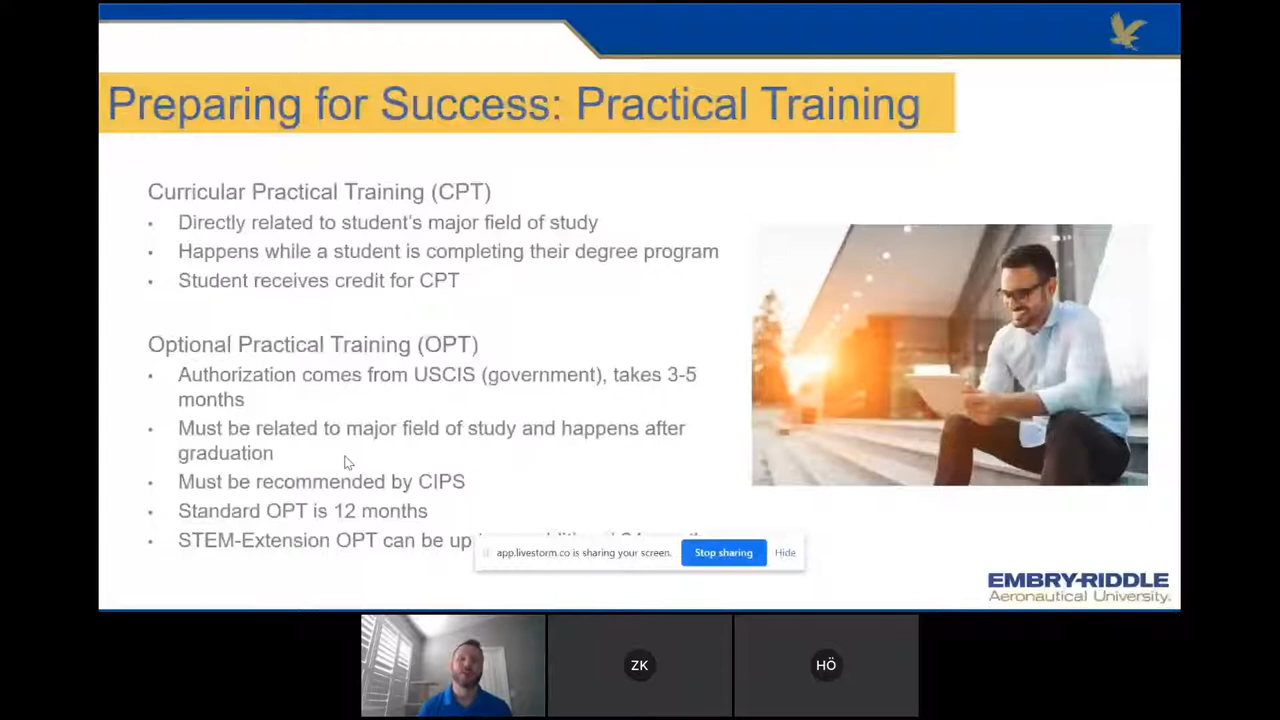 Preparing for Success: Practical Training
Curricular Practical Training (CPT)
• Directly related to student's major field of study
• Happens while a student is completing their degree program
• Student receives credit for CPT
Optional Practical Training (OPT)
• Authorization comes from USCIS (government), takes 3-5
months
• Must be related to major field of study and happens after
graduation
• Must be recommended by CIPS
• Standard OPT is 12 months
• STEM-Extension OPT can be up
app.livestorm.co is sharing your screen. Stop sharing Hide
EMBRY-RIDDLE
Aeronautical University.
ZK HÖ